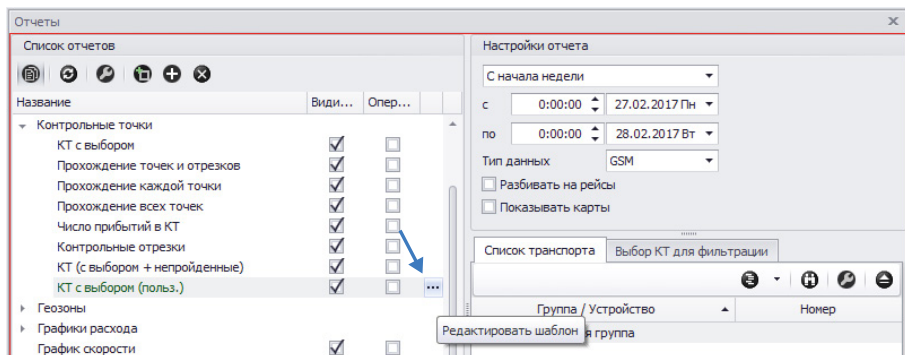 Отчеты
Список отчетов
Название Види... Опер...
Контрольные точки
КТ с выбором
Прохождение точек и отрезков
Прохождение каждой точки
Прохождение всех точек
Число прибытий в КТ
Контрольные отрезки
КТ (с выбором + непройденные)
КТ с выбором (польз.)
Геозоны
Графики расхода
График скорости
Настройки отчета
С начала недели
с 0:00:00 27.02.2017 Пн
по 0:00:00 28.02.2017 Вт
Тип данных GSM
Разбивать на рейсы
Показывать карты
Список транспорта Выбор КТ для фильтрации
Группа / Устройство Номер
Редактировать шаблон
я группа